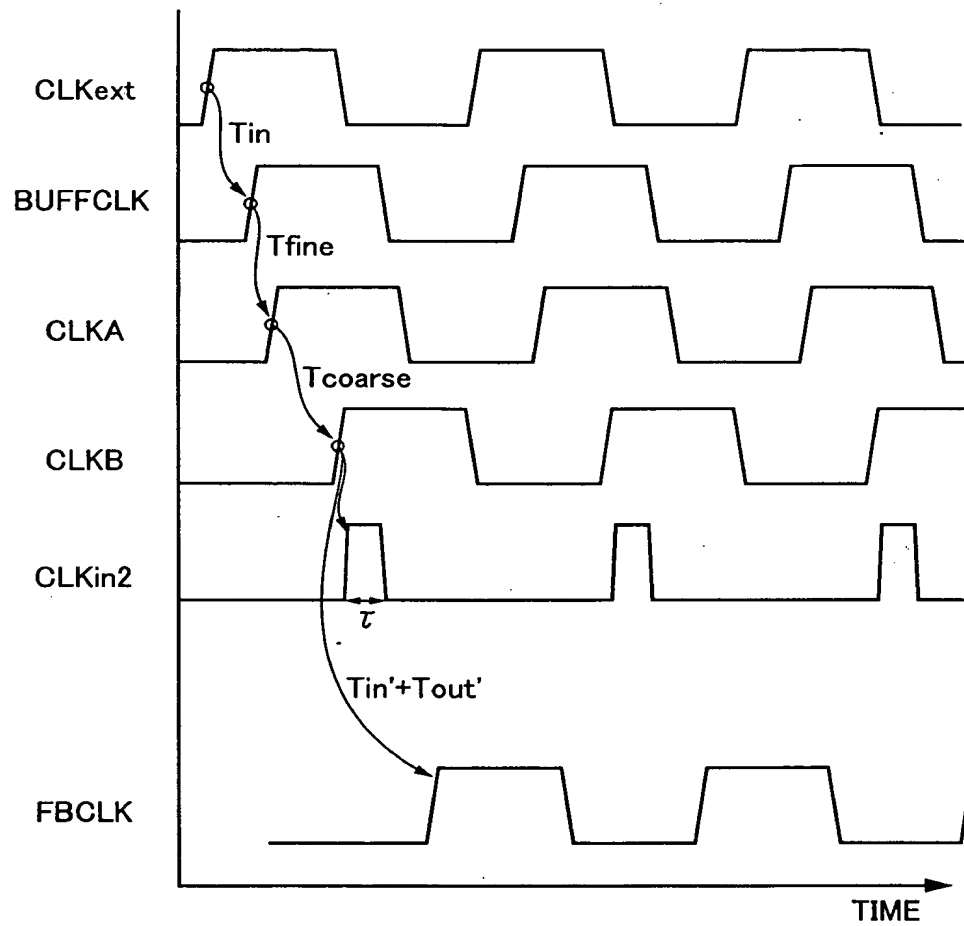 CLKext
Tin
BUFFCLK
Tfine
CLKA
Tcoarse
CLKB
CLKin2
τ
Tin'+Tout'
FBCLK
TIME